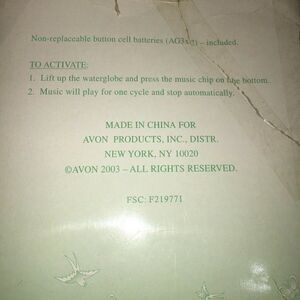 Non-replaceable button cell batteries (AG3x4) – included.
TO ACTIVATE:
1. Lift up the waterglobe and press the music chip on the bottom.
2. Music will play for one cycle and stop automatically.
MADE IN CHINA FOR
AVON PRODUCTS, INC., DISTR.
NEW YORK, NY 10020
©AVON 2003 – ALL RIGHTS RESERVED.
FSC: F219771